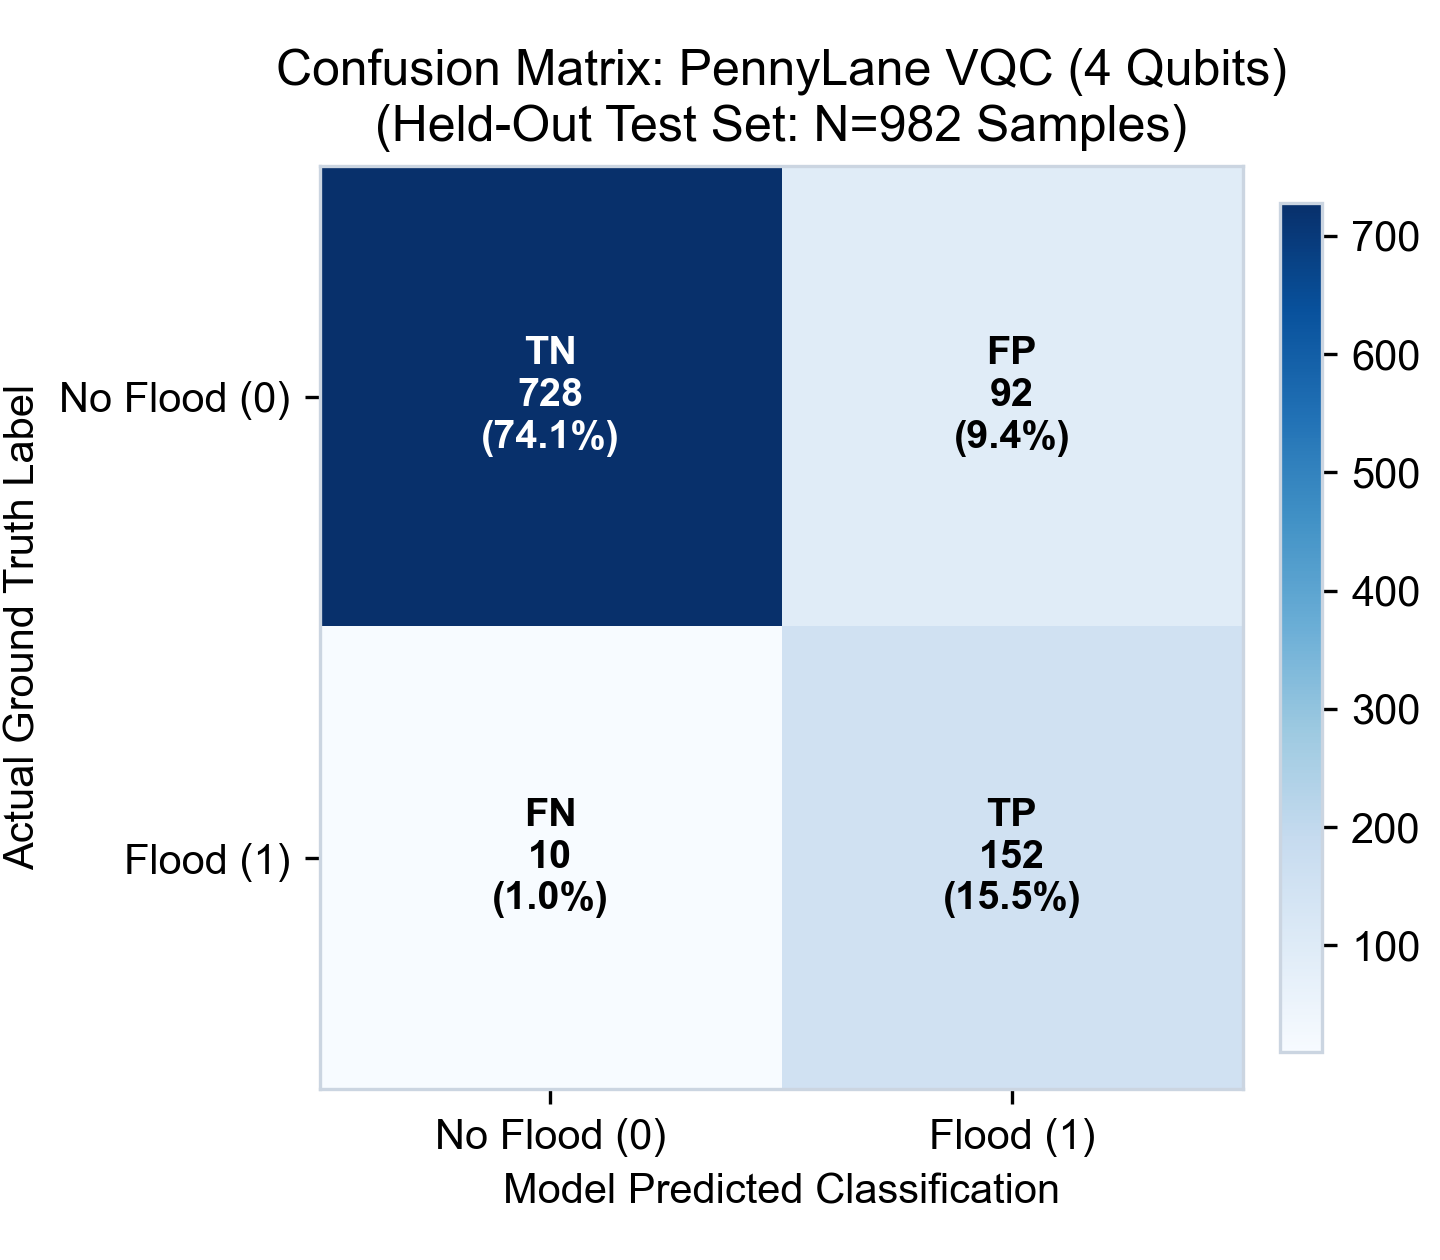 Confusion Matrix: PennyLane VQC (4 Qubits)
(Held-Out Test Set: N=982 Samples)
Actual Ground Truth Label
No Flood (0)
Flood (1)
TN
728
(74.1%)
FP
92
(9.4%)
FN
10
(1.0%)
TP
152
(15.5%)
700
600
500
400
300
200
100
No Flood (0)
Flood (1)
Model Predicted Classification